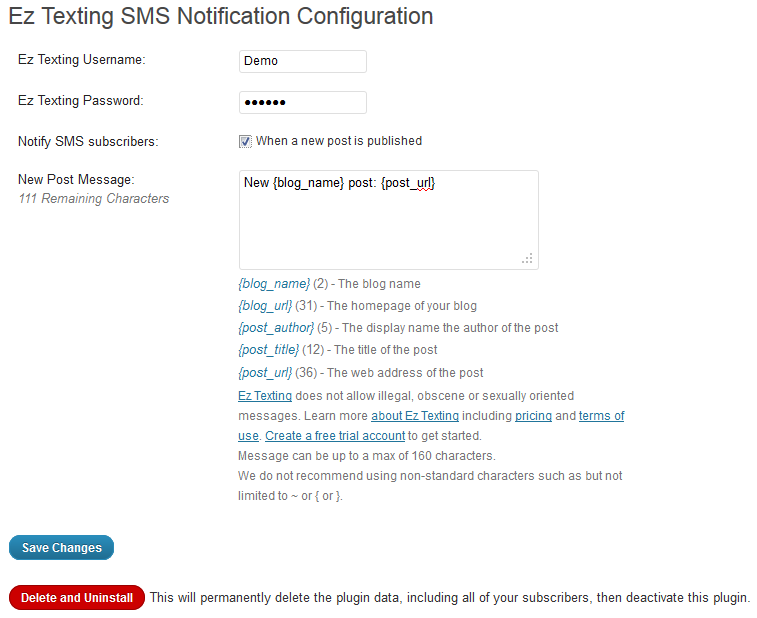 Ez Texting SMS Notification Configuration
Ez Texting Username:
Demo
Ez Texting Password:
●●●●●●
Notify SMS subscribers:
When a new post is published
New Post Message:
111 Remaining Characters
New {blog_name} post: {post_url}
{blog_name} (2) - The blog name
{blog_url} (31) - The homepage of your blog
{post_author} (5) - The display name the author of the post
{post_title} (12) - The title of the post
{post_url} (36) - The web address of the post
Ez Texting does not allow illegal, obscene or sexually oriented
messages. Learn more about Ez Texting including pricing and terms of
use. Create a free trial account to get started.
Message can be up to a max of 160 characters.
We do not recommend using non-standard characters such as but not
limited to ~ or { or }.
Save Changes
Delete and Uninstall This will permanently delete the plugin data, including all of your subscribers, then deactivate this plugin.